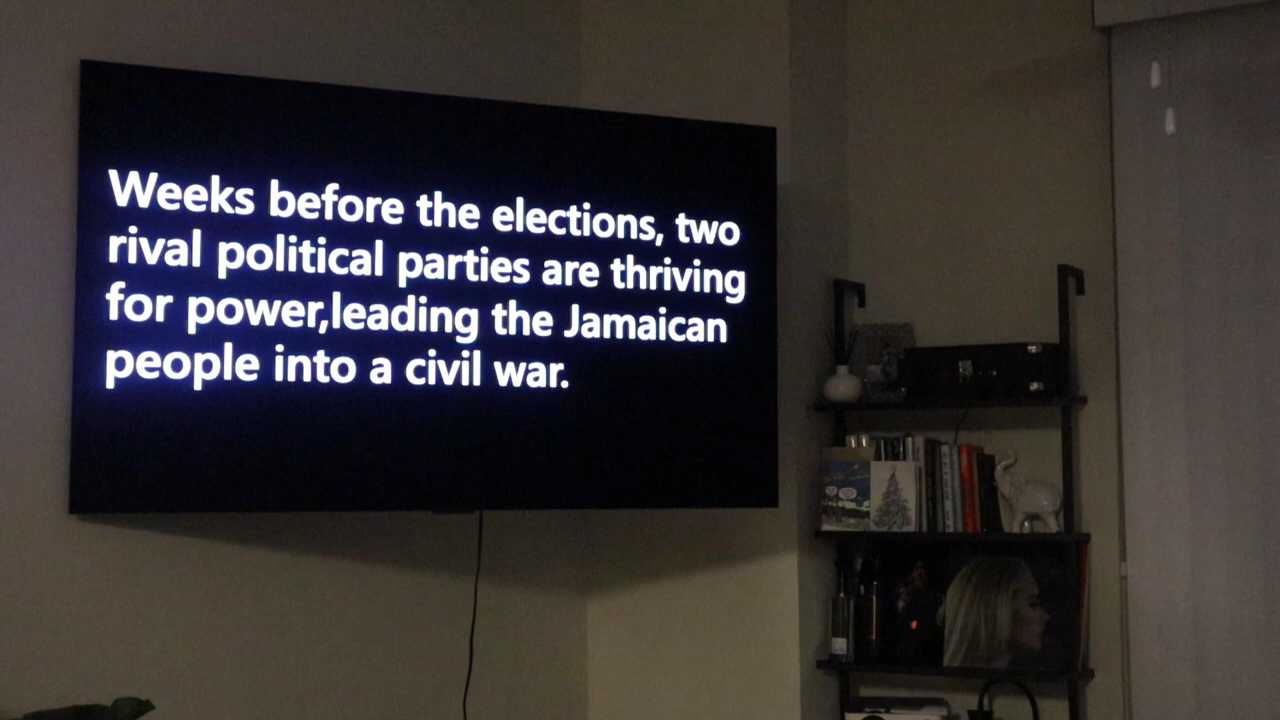 Weeks before the elections, two
rival political parties are thriving
for power,leading the Jamaican
people into a civil war.